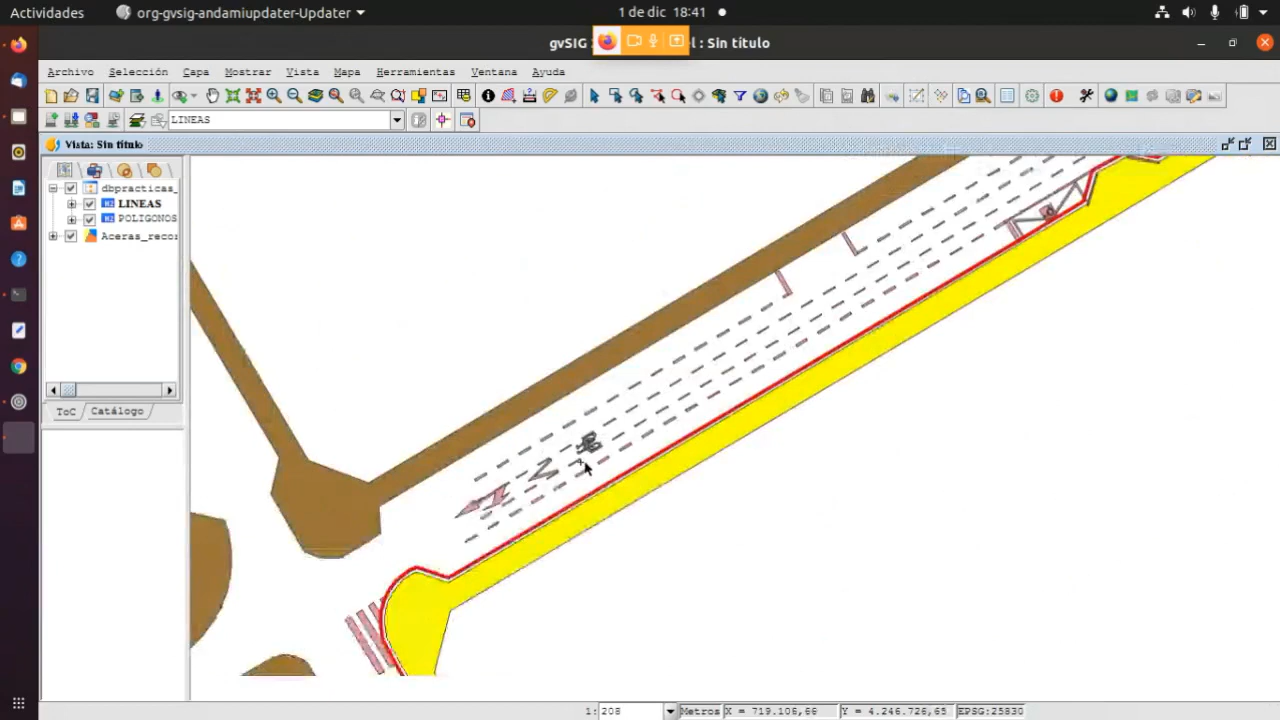 Actividades
org-gvsig-andamiupdater-Updater
1 de dic 18:41
gvSIG
: Sin título
Archivo Selección Capa Mostrar Vista Mapa Herramientas Ventana Ayuda
LINEAS
Vista: Sin título
dbpracticas_
LINEAS
POLIGONOS
Aceras_recor
ToC Catálogo
1: 208
Metros
X = 719.106,66
Y = 4.246.726,65
EPSG:25830